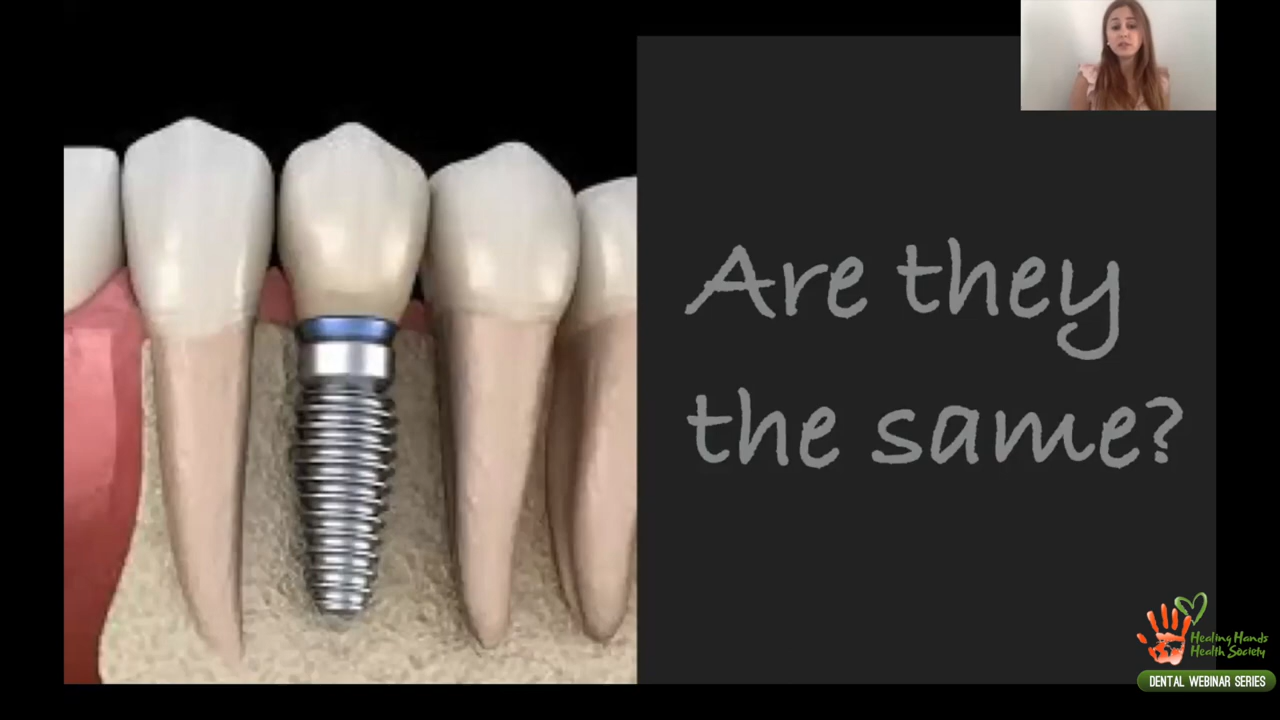 Are they
the same?
Healing Hands
Health Society
DENTAL WEBINAR SERIES